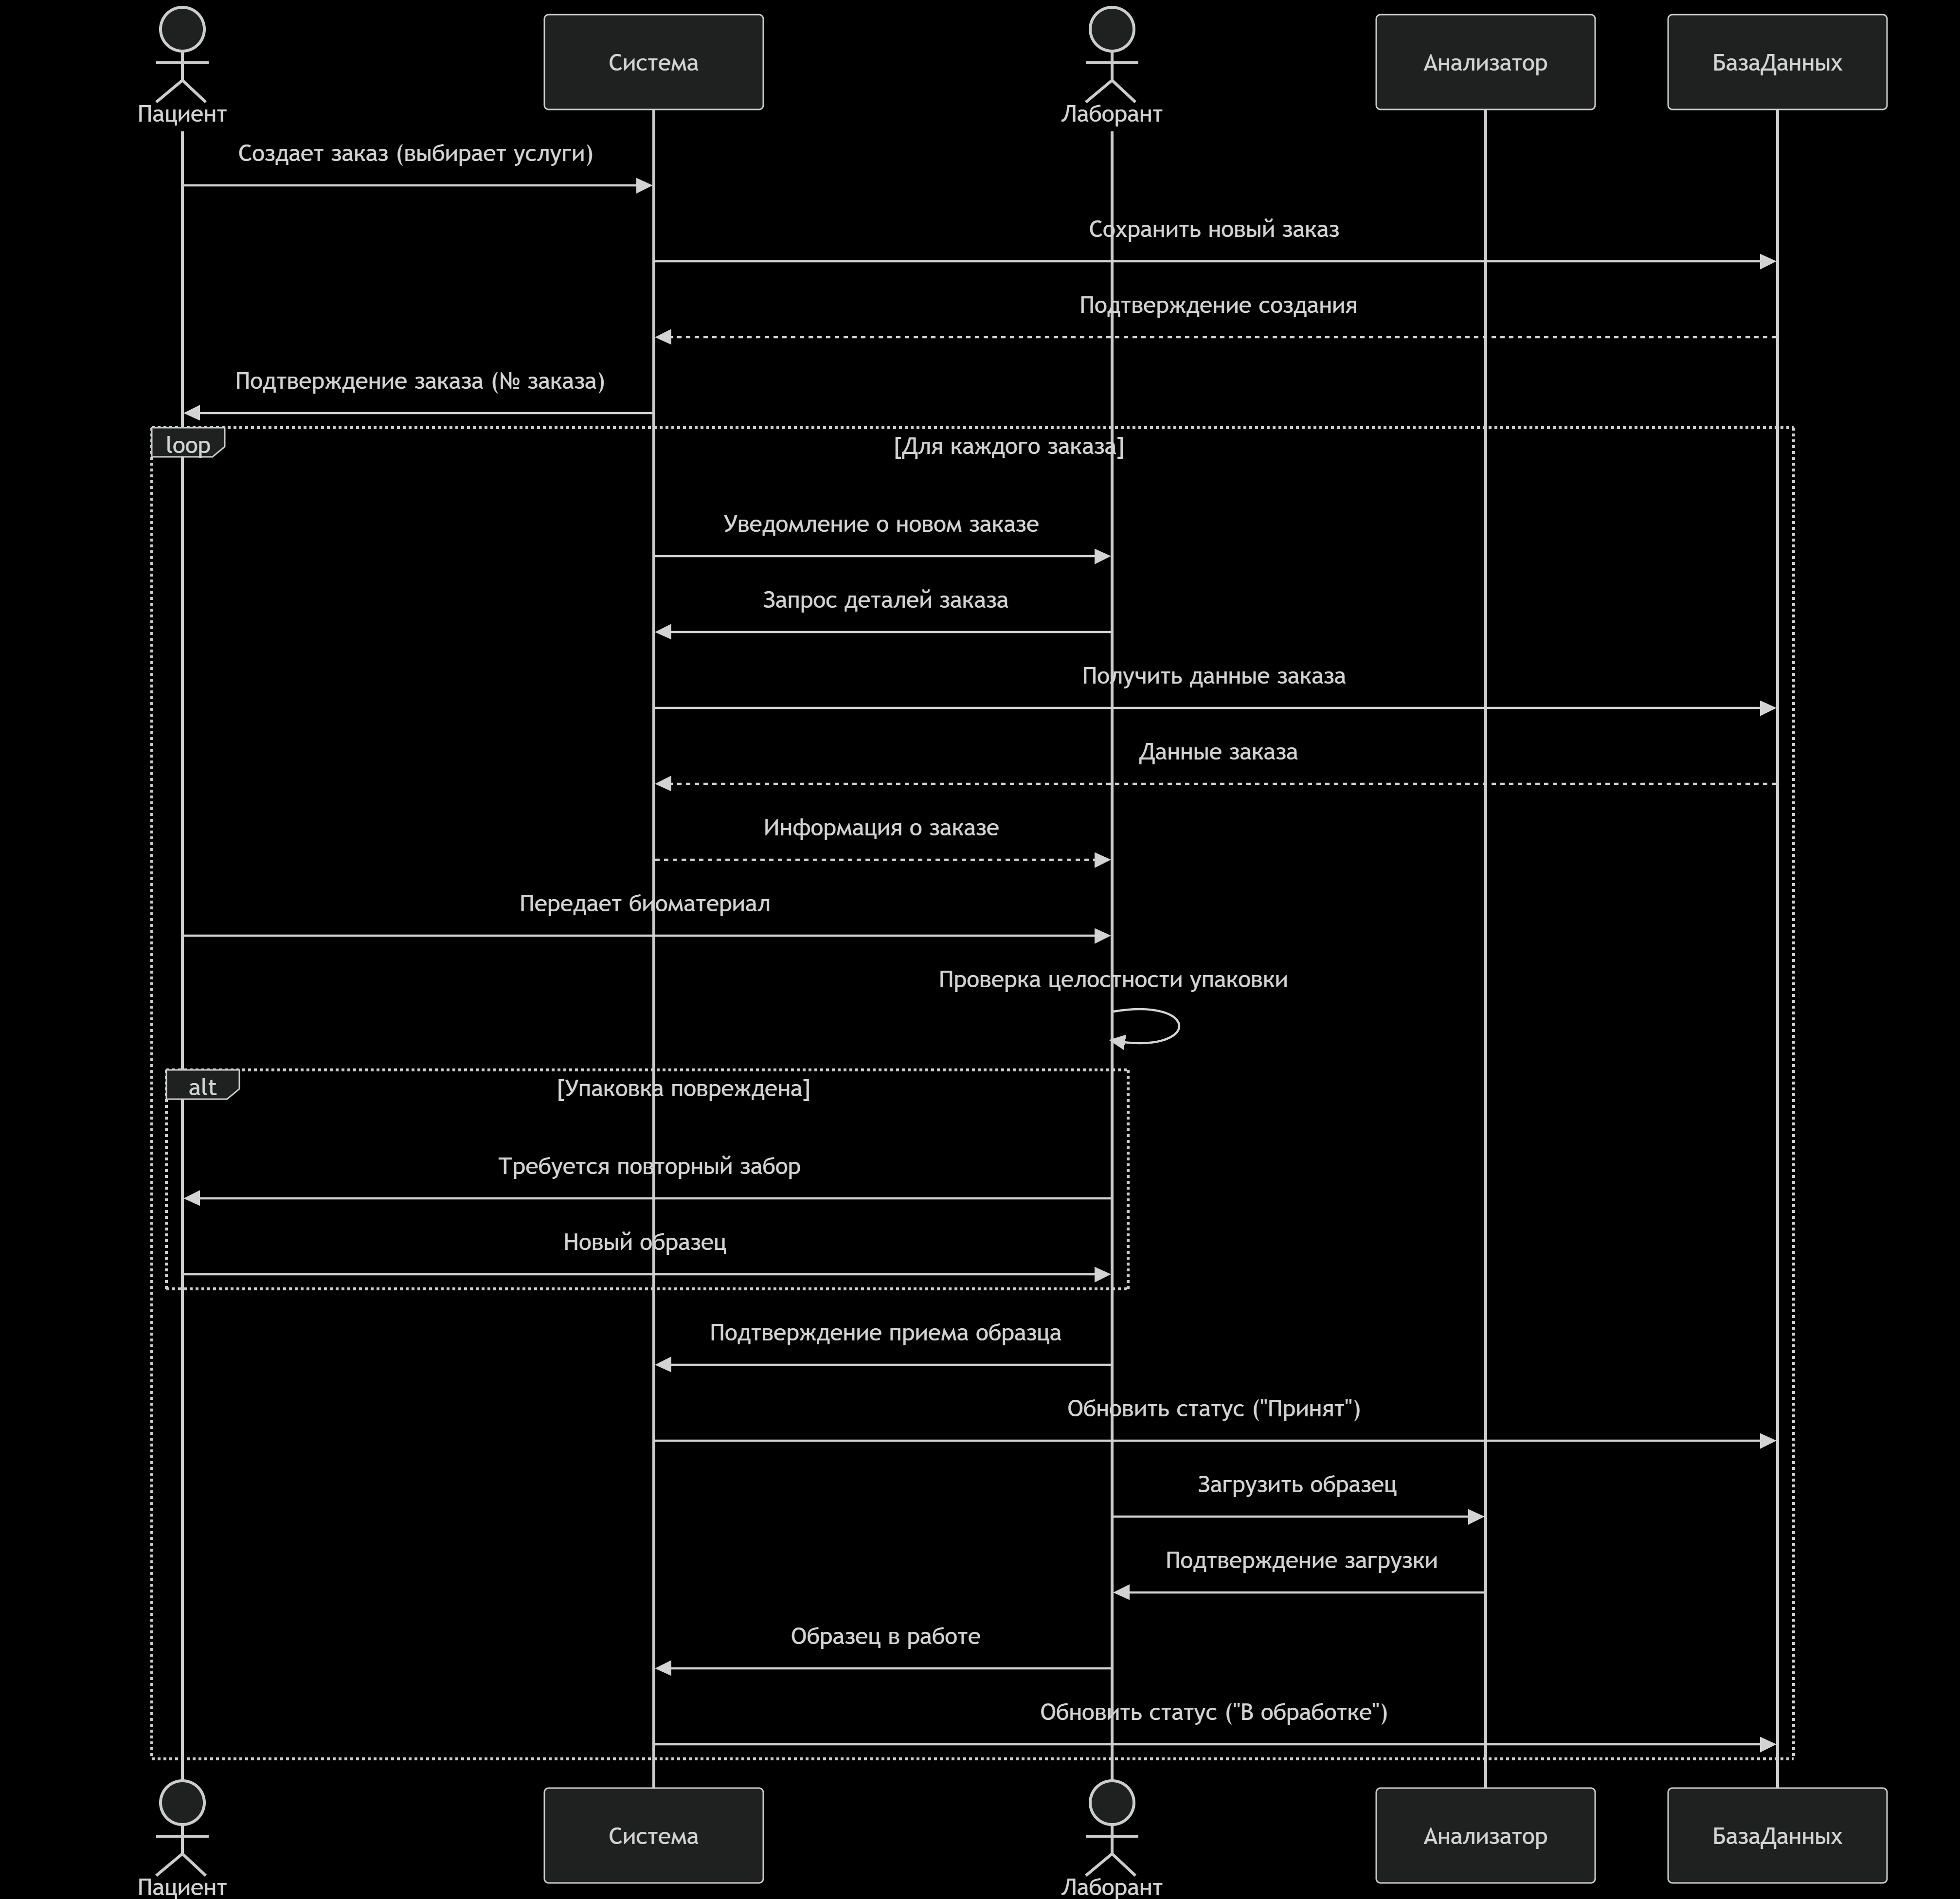 Пациент
Система
Лаборант
Анализатор
БазаДанных
Создает заказ (выбирает услуги)
Сохранить новый заказ
Подтверждение создания
Подтверждение заказа (№ заказа)
loop
[Для каждого заказа]
Уведомление о новом заказе
Запрос деталей заказа
Получить данные заказа
Данные заказа
Информация о заказе
Передает биоматериал
Проверка целостности упаковки
alt
[Упаковка повреждена]
Требуется повторный забор
Новый образец
Подтверждение приема образца
Обновить статус ("Принят")
Загрузить образец
Подтверждение загрузки
Образец в работе
Обновить статус ("В обработке")
Пациент
Система
Лаборант
Анализатор
БазаДанных